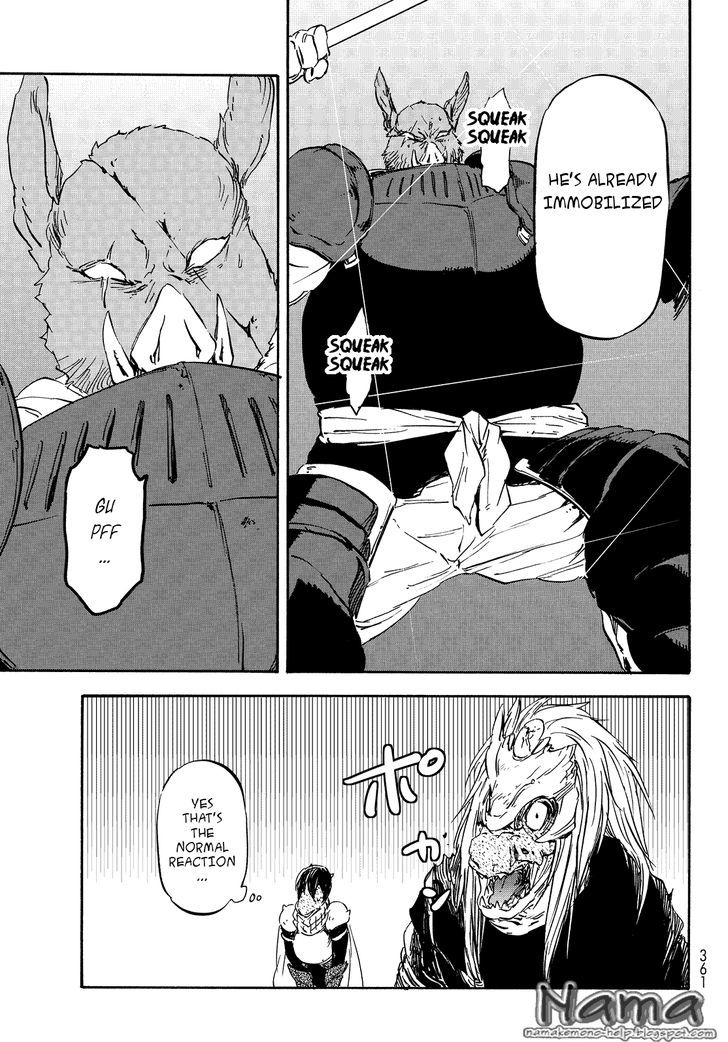 HE'S ALREADY
IMMOBILIZED
SQUEAK
SQUEAK
SQUEAK
SQUEAK
GU
PFF
...
ポカ
YES
THAT'S
THE
NORMAL
REACTION
...
361
Nama
namakemono-help.blogspot.com